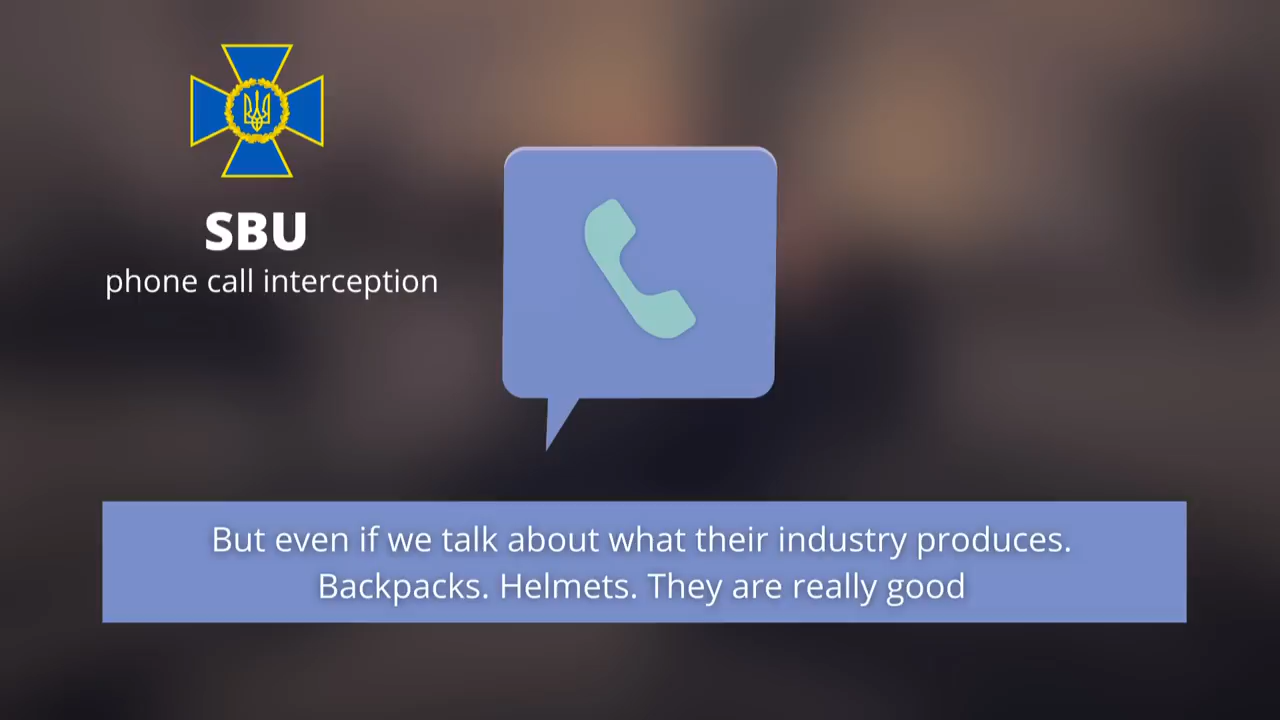 SBU
phone call interception
But even if we talk about what their industry produces.
Backpacks. Helmets. They are really good